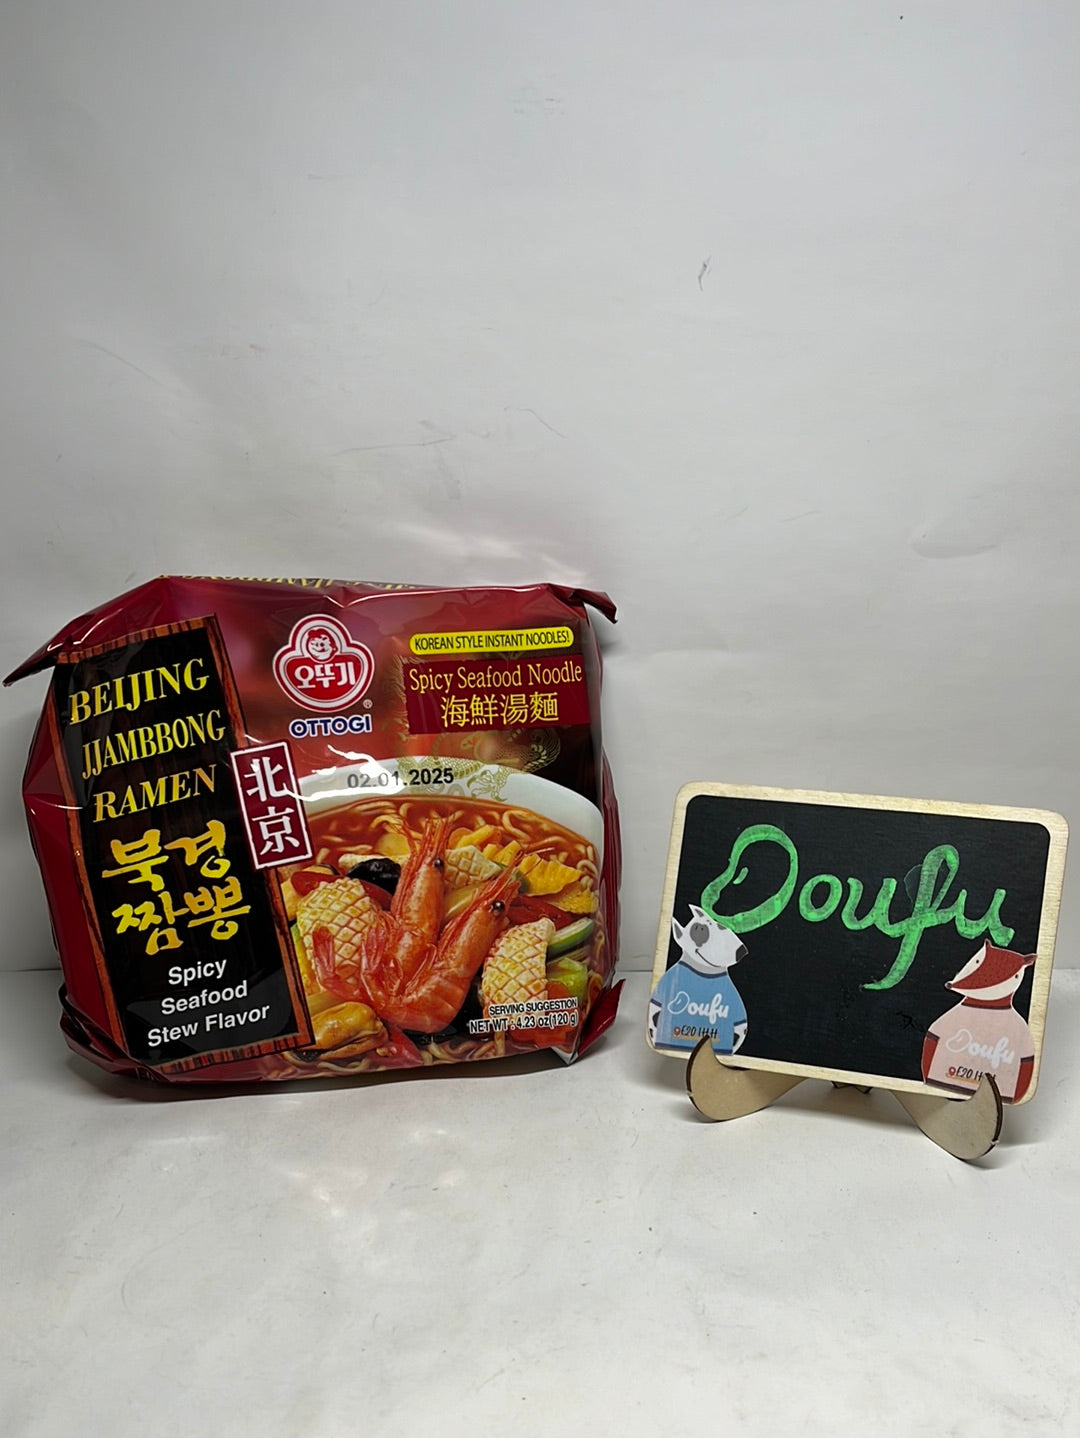 BEIJING
JJAMBBONG
RAMEN
북경
짬뽕
Spicy
Seafood
Stew Flavor
北京
오뚜기
®
OTTOGI
KOREAN STYLE INSTANT NOODLES!
Spicy Seafood Noodle
海鮮湯麵
02.01.2025
SERVING SUGGESTION
NET WT : 4.23 oz(120 g)
Doufu
Doufu
Doufu